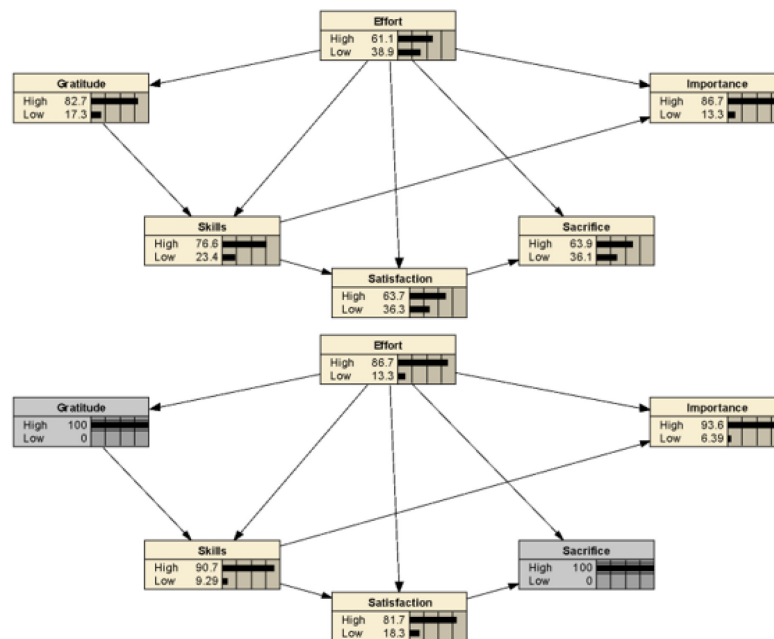 Effort
High 61.1
Low 38.9
Gratitude
High 82.7
Low 17.3
Importance
High 86.7
Low 13.3
Skills
High 76.6
Low 23.4
Sacrifice
High 63.9
Low 36.1
Satisfaction
High 63.7
Low 36.3
Effort
High 86.7
Low 13.3
Gratitude
High 100
Low 0
Importance
High 93.6
Low 6.39
Skills
High 90.7
Low 9.29
Sacrifice
High 100
Low 0
Satisfaction
High 81.7
Low 18.3